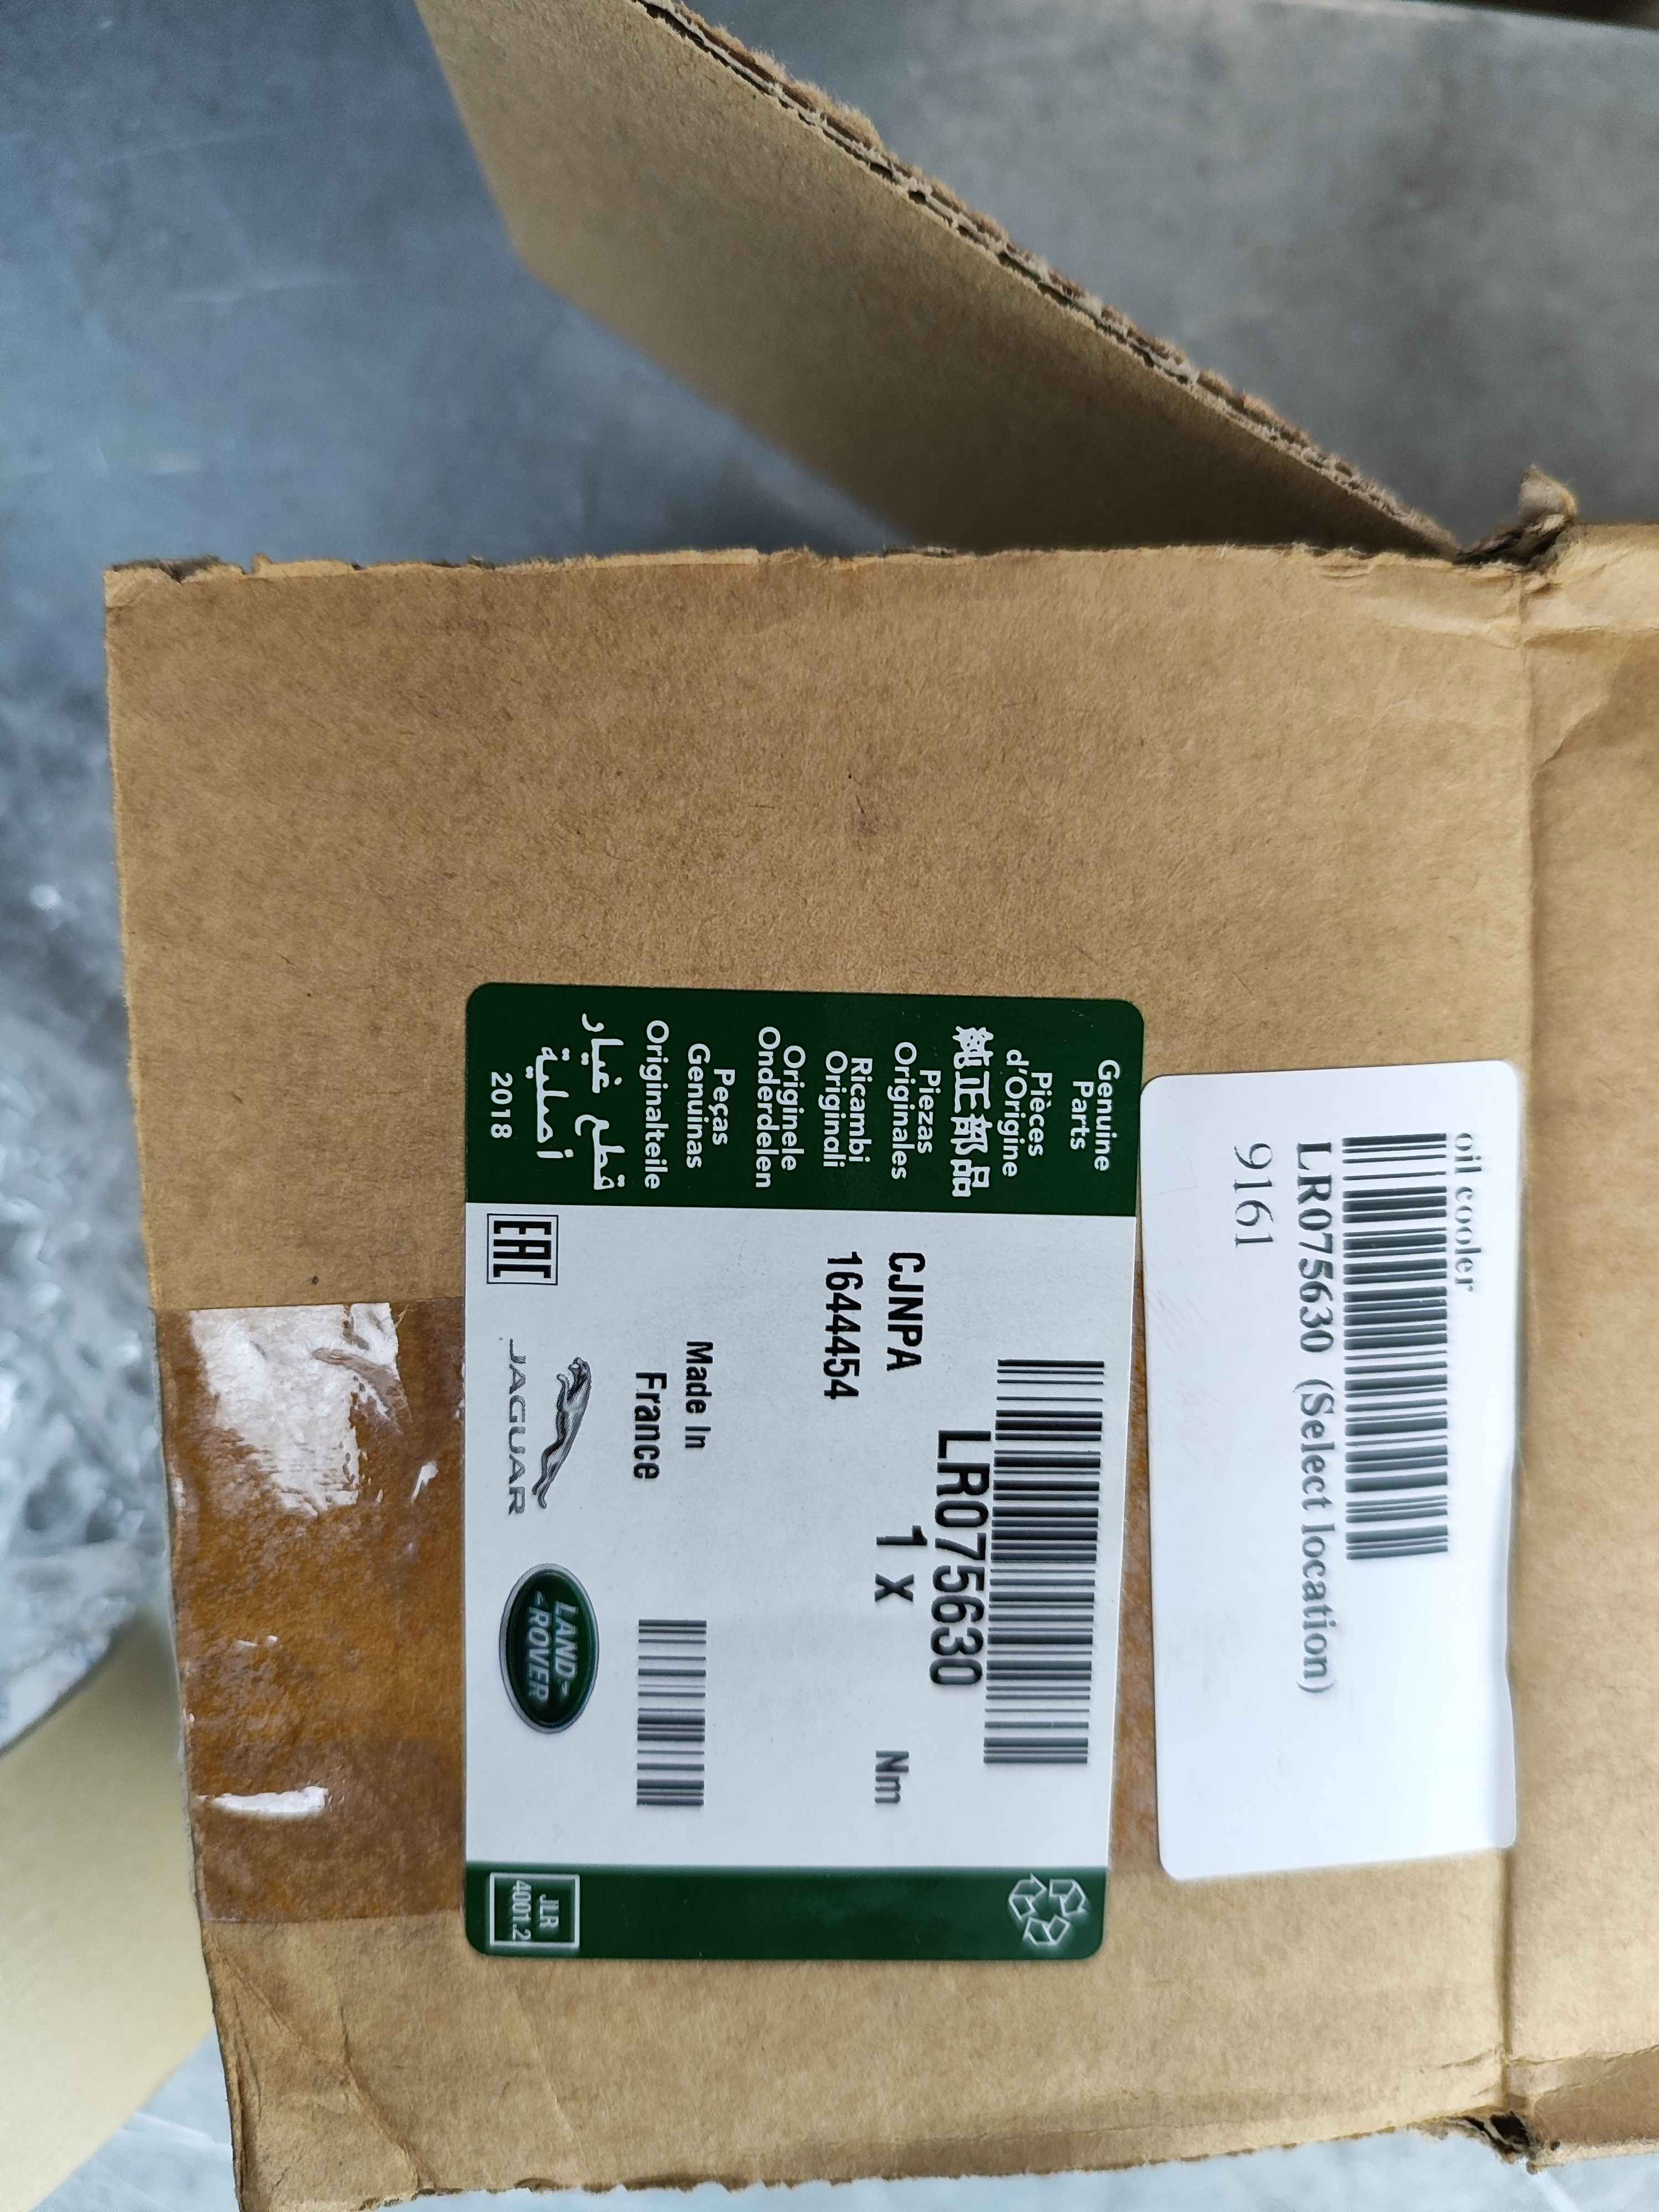 oil cooler
LR075630 (Select location)
9161
Genuine
Parts
Pièces
d'Origine
純正部品
Piezas
Originales
Ricambi
Originali
Originele
Onderdelen
Peças
Genuinas
Originalteile
قطع غيار
أصلية
2018
LR075630
CJNPA 1 x Nm
1644454
Made In
France
EAC
JAGUAR
LAND
ROVER
JLR
4001.2